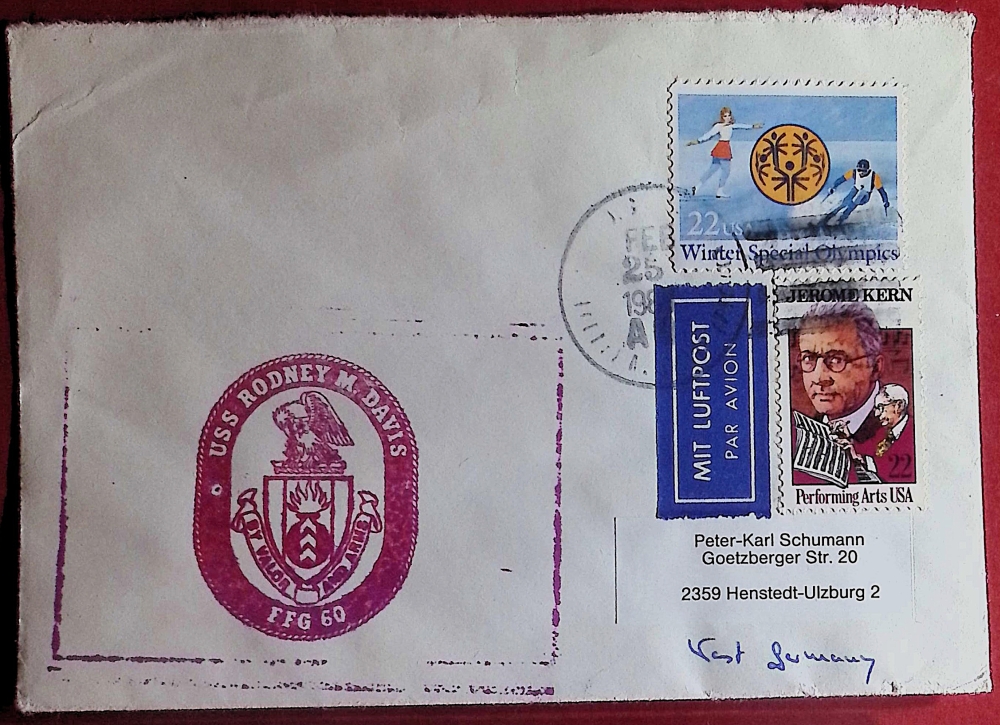 22 USA
Winter Special Olympics
FEB
25
198
A
JEROME KERN
22
Performing Arts USA
MIT LUFTPOST
PAR AVION
USS RODNEY M. DAVIS
BY VALOR AND ARMS
FFG 60
Peter-Karl Schumann
Goetzberger Str. 20
2359 Henstedt-Ulzburg 2
West Germany